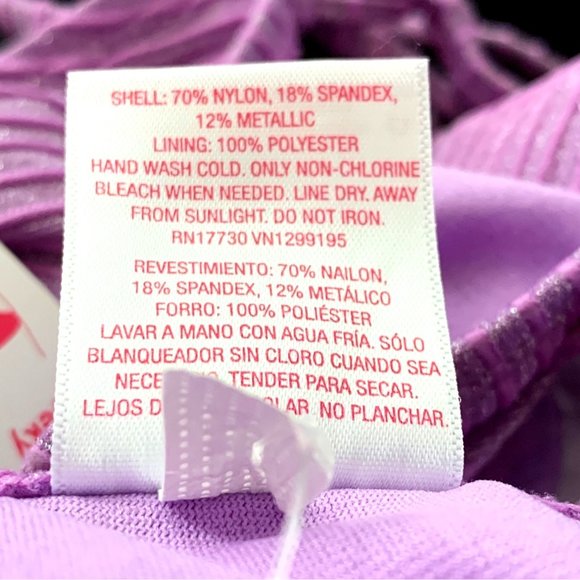 SHELL: 70% NYLON, 18% SPANDEX,
12% METALLIC
LINING: 100% POLYESTER
HAND WASH COLD. ONLY NON-CHLORINE
BLEACH WHEN NEEDED. LINE DRY. AWAY
FROM SUNLIGHT. DO NOT IRON.
RN17730 VN1299195
REVESTIMIENTO: 70% NAILON,
18% SPANDEX, 12% METÁLICO
FORRO: 100% POLIÉSTER
LAVAR A MANO CON AGUA FRÍA. SÓLO
BLANQUEADOR SIN CLORO CUANDO SEA
TENDER PARA SECAR.
LEJOS NO PLANCHAR.